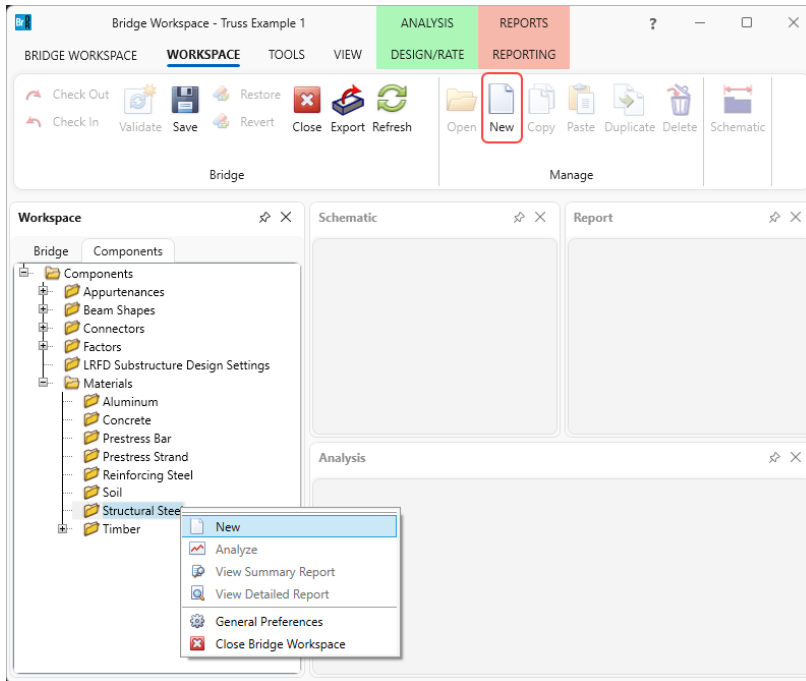 Br Bridge Workspace - Truss Example 1 ANALYSIS REPORTS ?
BRIDGE WORKSPACE WORKSPACE TOOLS VIEW DESIGN/RATE REPORTING
Check Out Restore
Check In Validate Save Revert Close Export Refresh Open New Copy Paste Duplicate Delete Schematic
Bridge Manage
Workspace Schematic Report
Bridge Components
Components
Appurtenances
Beam Shapes
Connectors
Factors
LRFD Substructure Design Settings
Materials
Aluminum
Concrete
Prestress Bar
Prestress Strand
Analysis
Reinforcing Steel
Soil
Structural Stee
Timber
New
Analyze
View Summary Report
View Detailed Report
General Preferences
Close Bridge Workspace